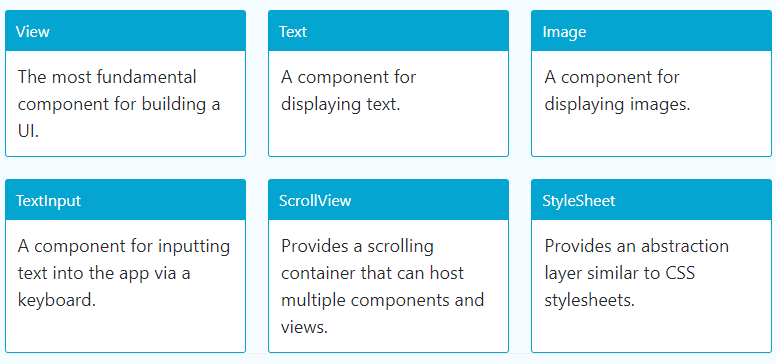 View
The most fundamental
component for building a
UI.
Text
A component for
displaying text.
Image
A component for
displaying images.
TextInput
A component for inputting
text into the app via a
keyboard.
ScrollView
Provides a scrolling
container that can host
multiple components and
views.
StyleSheet
Provides an abstraction
layer similar to CSS
stylesheets.